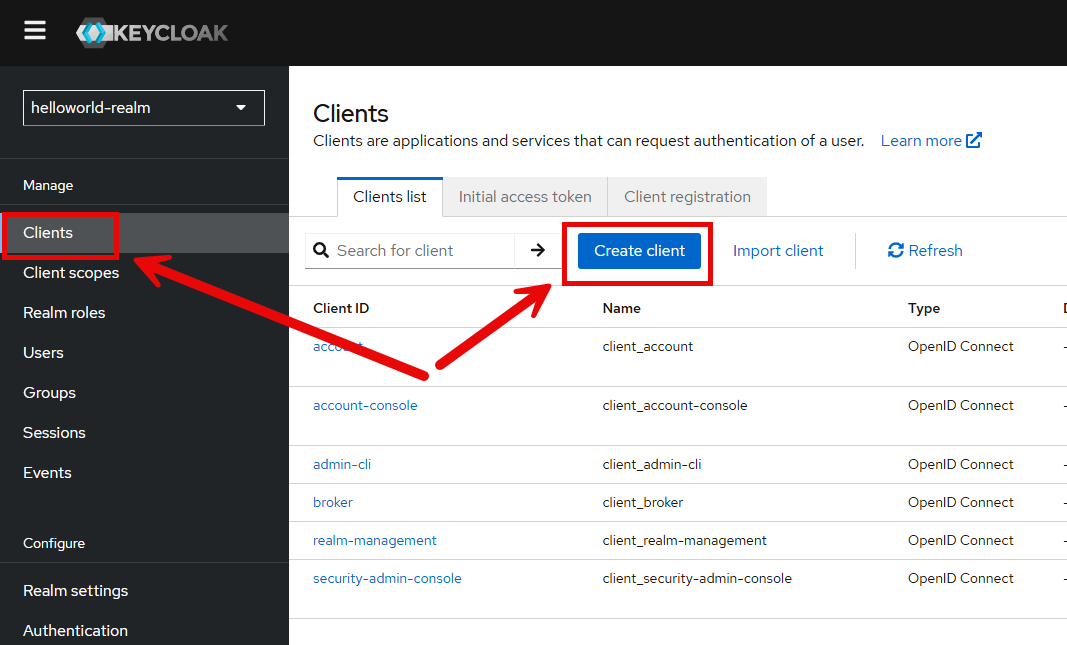 KEYCLOAK
helloworld-realm
Manage
Clients
Client scopes
Realm roles
Users
Groups
Sessions
Events
Configure
Realm settings
Authentication
Clients
Clients are applications and services that can request authentication of a user. Learn more
Clients list Initial access token Client registration
Search for client Create client Import client Refresh
Client ID Name Type
account client_account OpenID Connect -
account-console client_account-console OpenID Connect -
admin-cli client_admin-cli OpenID Connect -
broker client_broker OpenID Connect -
realm-management client_realm-management OpenID Connect -
security-admin-console client_security-admin-console OpenID Connect -